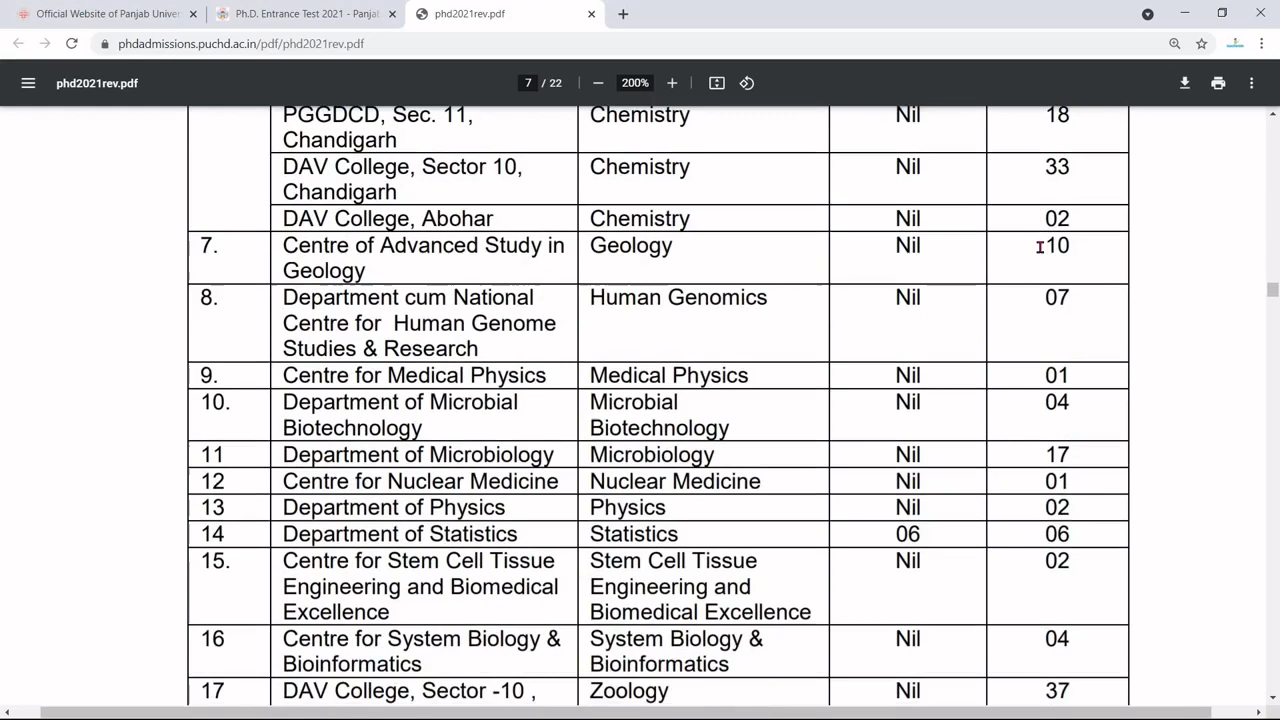 Official Website of Panjab Univer
Ph.D. Entrance Test 2021 - Panjab
phd2021rev.pdf
phdadmissions.puchd.ac.in/pdf/phd2021rev.pdf
phd2021rev.pdf
7 / 22
200%
PGGDCD, Sec. 11, Chemistry Nil 18
Chandigarh
DAV College, Sector 10, Chemistry Nil 33
Chandigarh
DAV College, Abohar Chemistry Nil 02
7. Centre of Advanced Study in Geology Nil 10
Geology
8. Department cum National Human Genomics Nil 07
Centre for Human Genome
Studies & Research
9. Centre for Medical Physics Medical Physics Nil 01
10. Department of Microbial Microbial Nil 04
Biotechnology Biotechnology
11 Department of Microbiology Microbiology Nil 17
12 Centre for Nuclear Medicine Nuclear Medicine Nil 01
13 Department of Physics Physics Nil 02
14 Department of Statistics Statistics 06 06
15. Centre for Stem Cell Tissue Stem Cell Tissue Nil 02
Engineering and Biomedical Engineering and
Excellence Biomedical Excellence
16 Centre for System Biology & System Biology & Nil 04
Bioinformatics Bioinformatics
17 DAV College, Sector -10 , Zoology Nil 37